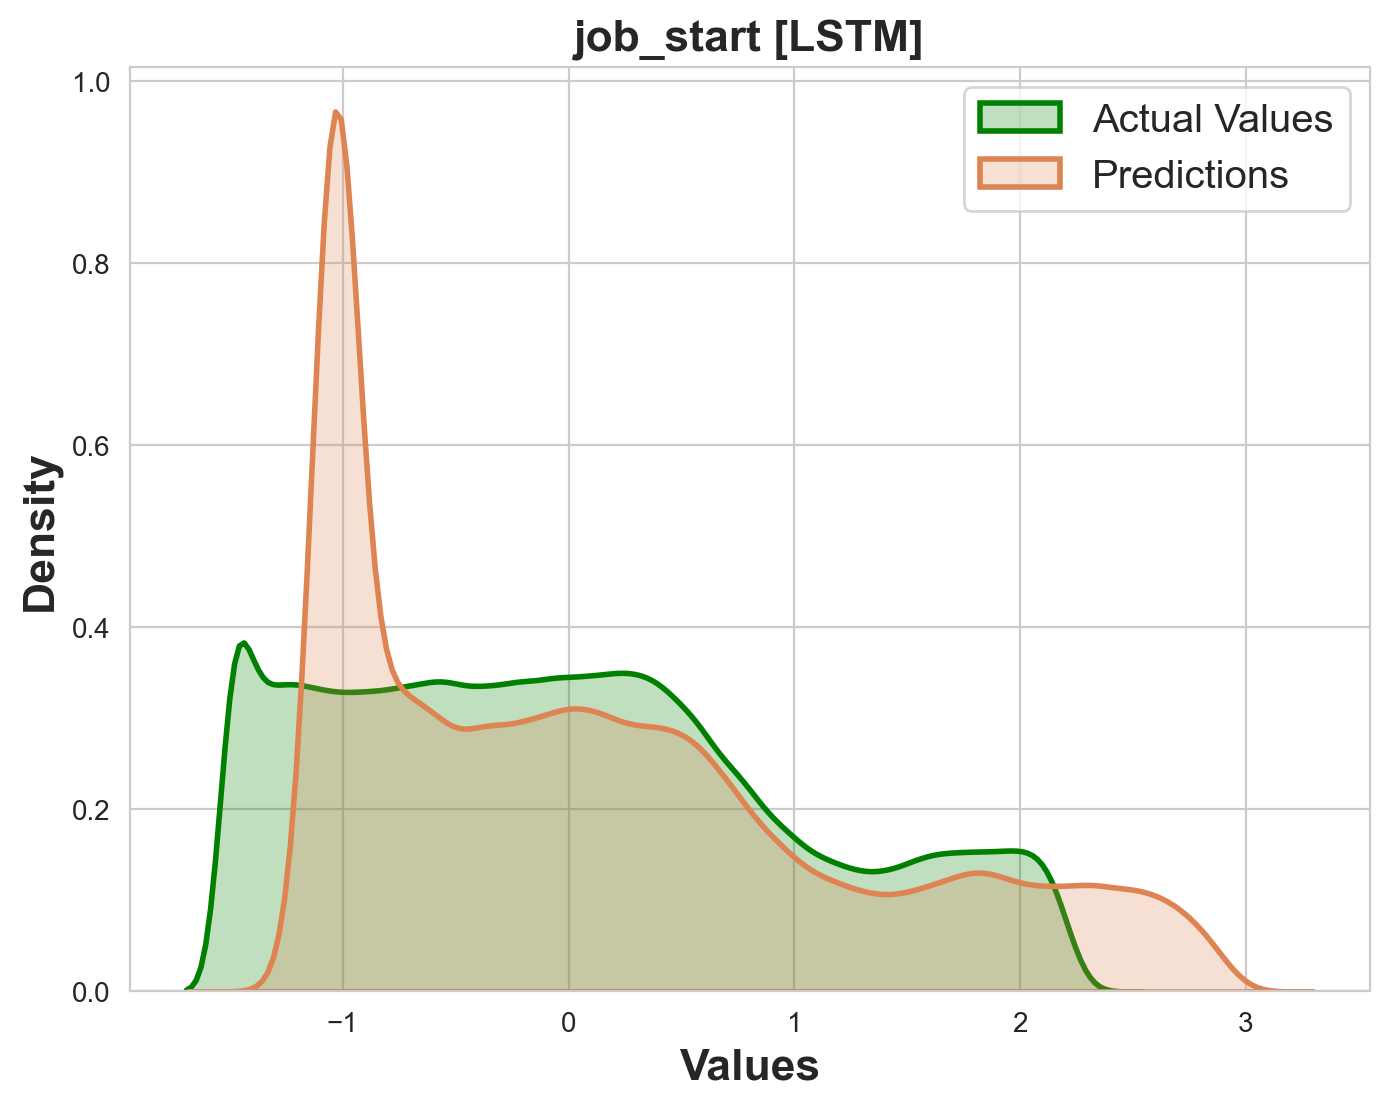 job_start [LSTM]
Actual Values
Predictions
Density
1.0
0.8
0.6
0.4
0.2
0.0
−1 0 1 2 3
Values